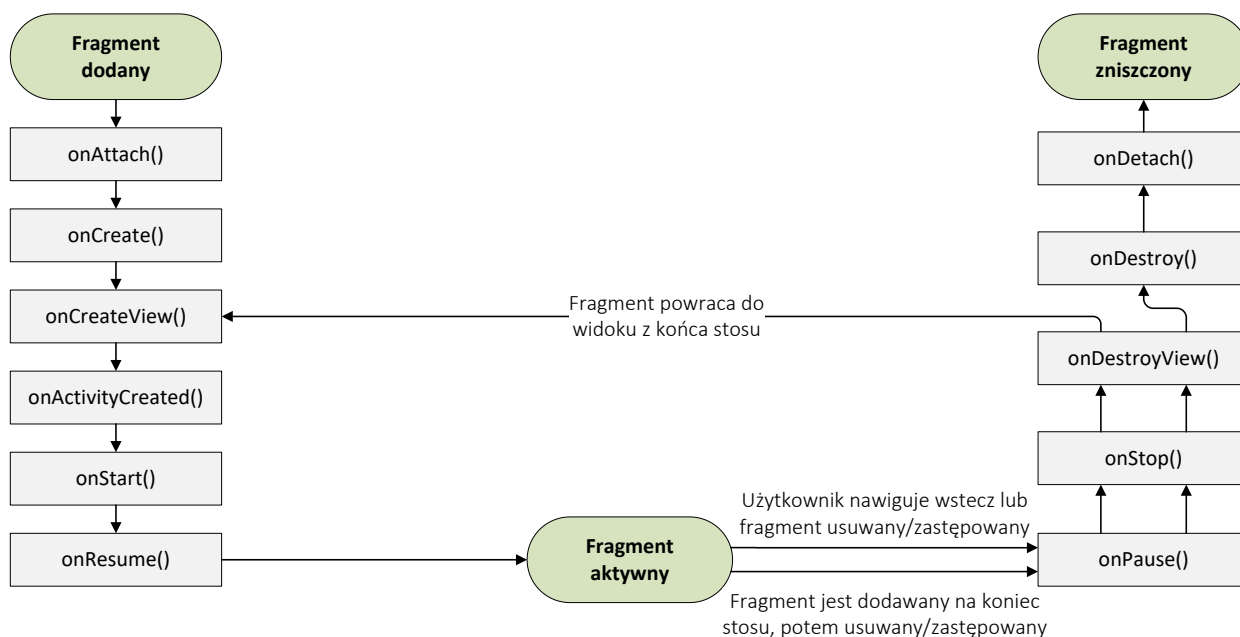 Fragment
dodany
onAttach()
onCreate()
onCreateView()
onActivityCreated()
onStart()
onResume()
Fragment powraca do
widoku z końca stosu
Fragment
aktywny
Użytkownik nawiguje wstecz lub
fragment usuwany/zastępowany
Fragment jest dodawany na koniec
stosu, potem usuwany/zastępowany
Fragment
zniszczony
onDetach()
onDestroy()
onDestroyView()
onStop()
onPause()